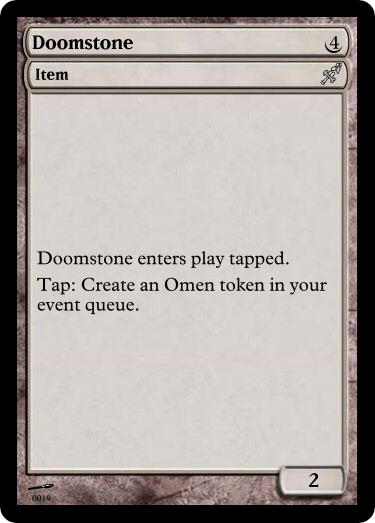 Doomstone 4
Item
Doomstone enters play tapped.
Tap: Create an Omen token in your
event queue.
2
0019